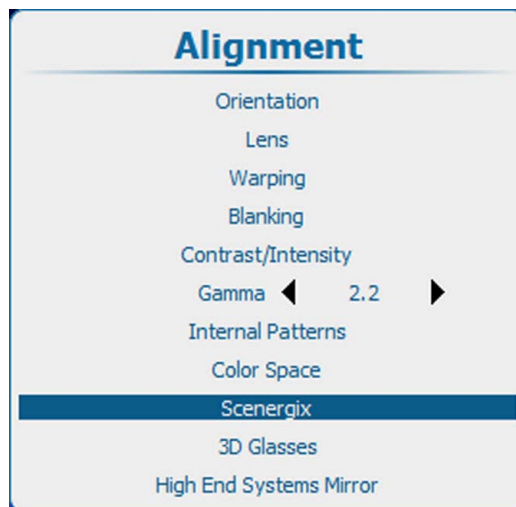 Alignment
Orientation
Lens
Warping
Blanking
Contrast/Intensity
Gamma 2.2
Internal Patterns
Color Space
Scenergix
3D Glasses
High End Systems Mirror